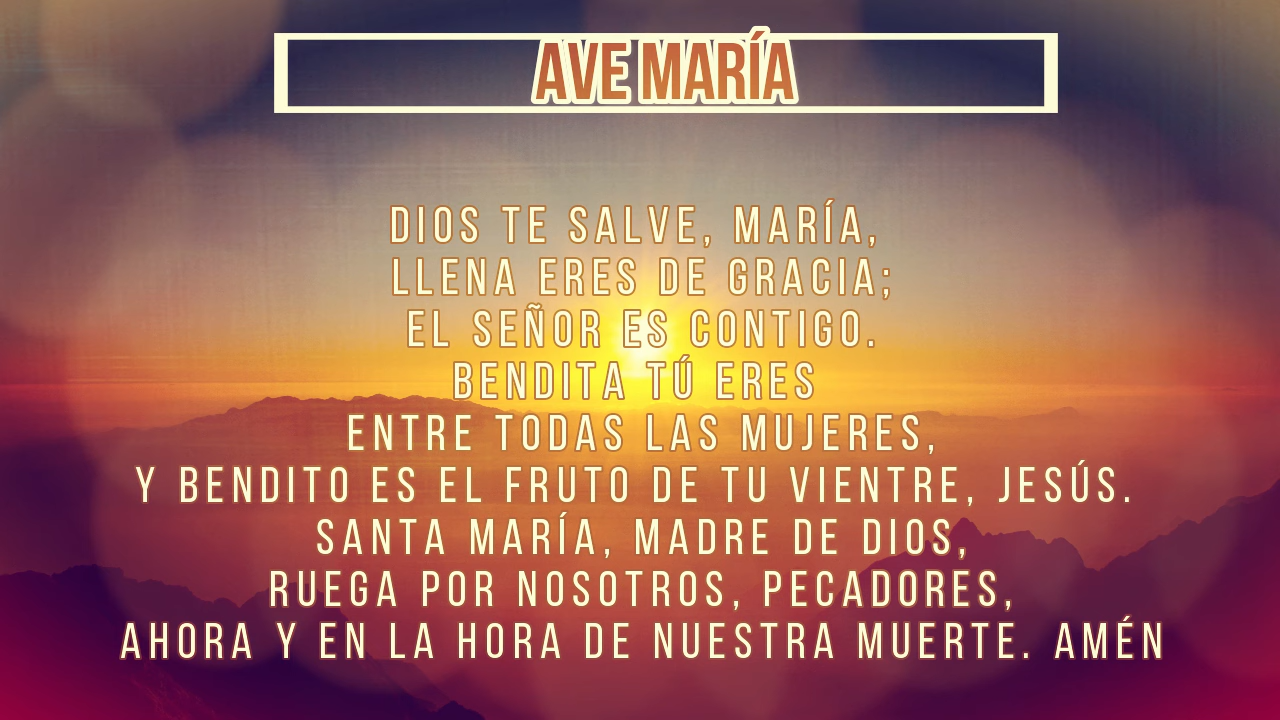 AVE MARÍA
DIOS TE SALVE, MARÍA,
LLENA ERES DE GRACIA;
EL SEÑOR ES CONTIGO.
BENDITA TÚ ERES
ENTRE TODAS LAS MUJERES,
Y BENDITO ES EL FRUTO DE TU VIENTRE, JESÚS.
SANTA MARÍA, MADRE DE DIOS,
RUEGA POR NOSOTROS, PECADORES,
AHORA Y EN LA HORA DE NUESTRA MUERTE. AMÉN